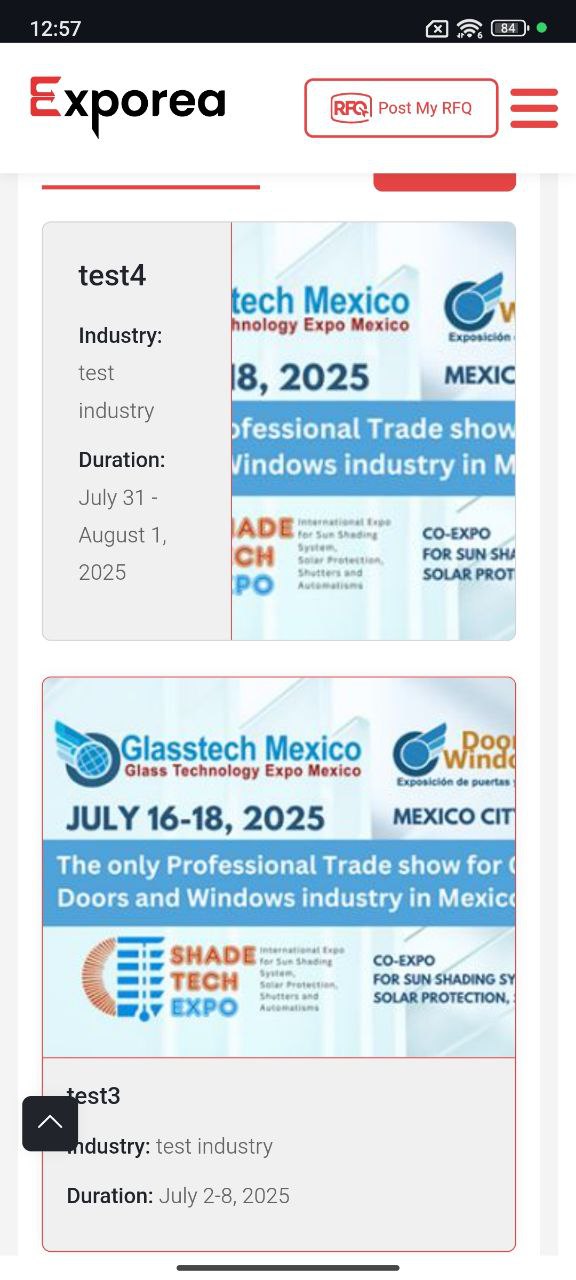 12:57
84
Exporea
RFQ Post My RFQ
test4
Industry:
test
industry
Duration:
July 31 -
August 1,
2025
tech Mexico
hnology Expo Mexico
Exposición
18, 2025
MEXIC
ofessional Trade show
Windows industry in M
HADE
CH
PO
International Expo
for Sun Shading
System,
Solar Protection,
Shutters and
Automatisms
CO-EXPO
FOR SUN SHA
SOLAR PROT
Glasstech Mexico
Glass Technology Expo Mexico
Doo
Windo
Exposición de puertas y
JULY 16-18, 2025
MEXICO CIT
The only Professional Trade show for
Doors and Windows industry in Mexico
SHADE
TECH
EXPO
International Expo
for Sun Shading
System,
Solar Protection,
Shutters and
Automatisms
CO-EXPO
FOR SUN SHADING SY
SOLAR PROTECTION,
test3
Industry: test industry
Duration: July 2-8, 2025